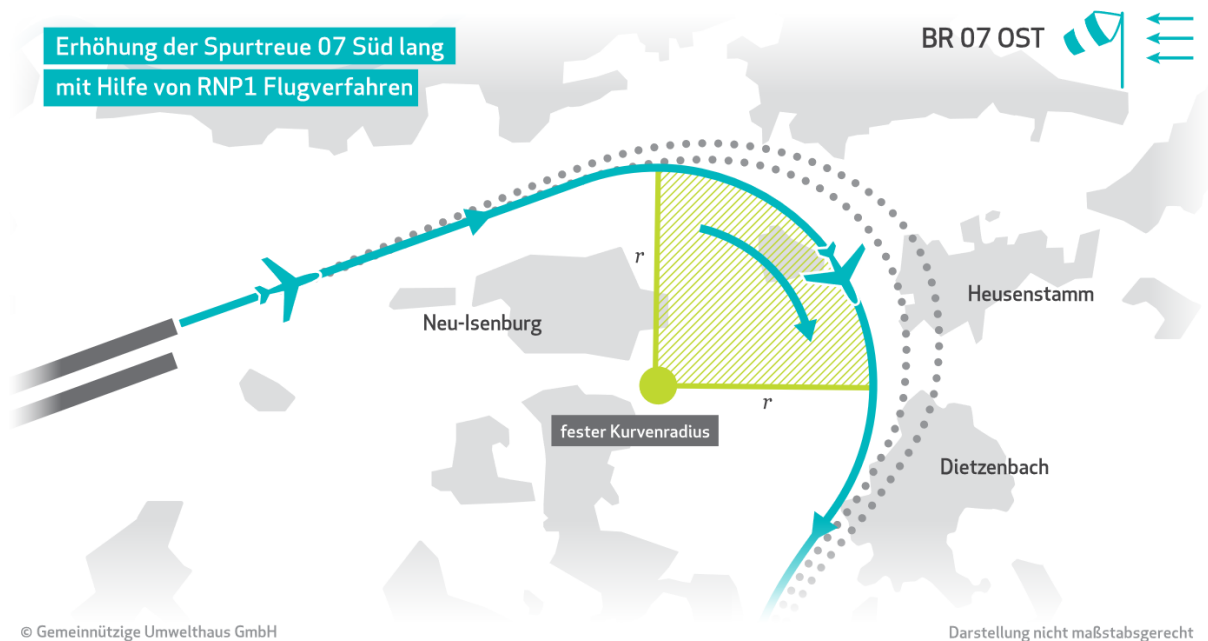 Erhöhung der Spurtreue 07 Süd lang
mit Hilfe von RNP1 Flugverfahren
BR 07 OST
r
Neu-Isenburg
Heusenstamm
r
fester Kurvenradius
Dietzenbach
© Gemeinnützige Umwelthaus GmbH
Darstellung nicht maßstabsgerecht